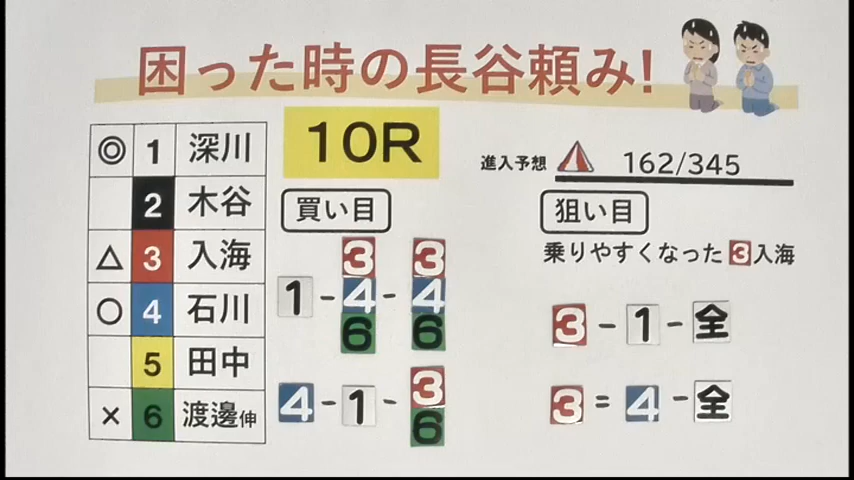 困った時の長谷頼み!
◎ 1 深川
2 木谷
△ 3 入海
○ 4 石川
5 田中
× 6 渡邊伸
10R
進入予想 162/345
買い目
1 - 3 4 6 - 3 4 6
4 - 1 - 3 6
狙い目
乗りやすくなった 3 入海
3 - 1 - 全
3 = 4 - 全